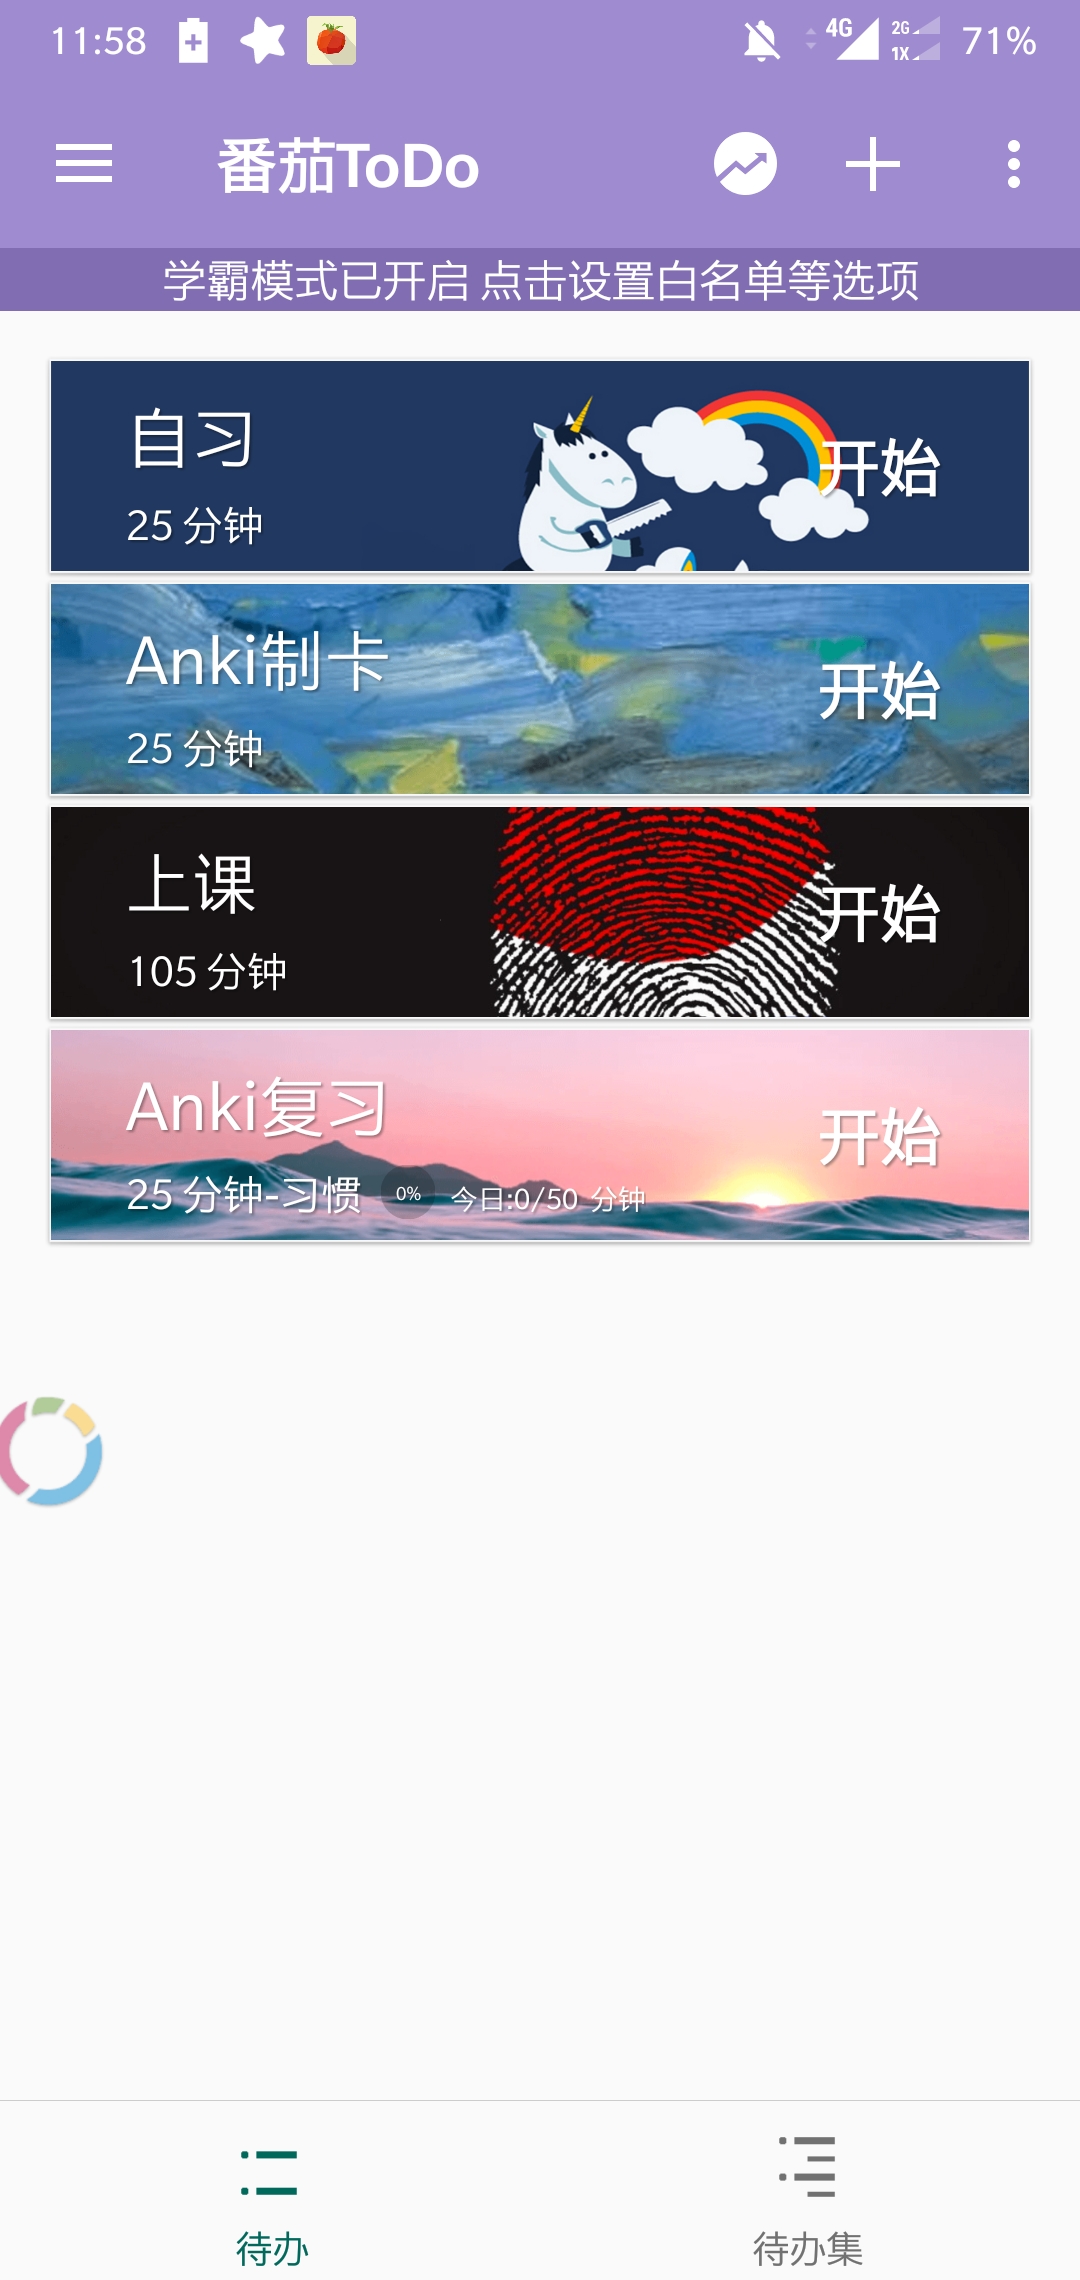 11:58 4G 2G 1X 71%
番茄ToDo
学霸模式已开启 点击设置白名单等选项
自习
25 分钟
开始
Anki制卡
25 分钟
开始
上课
105 分钟
开始
Anki复习
25 分钟-习惯 0% 今日:0/50 分钟
开始
待办 待办集